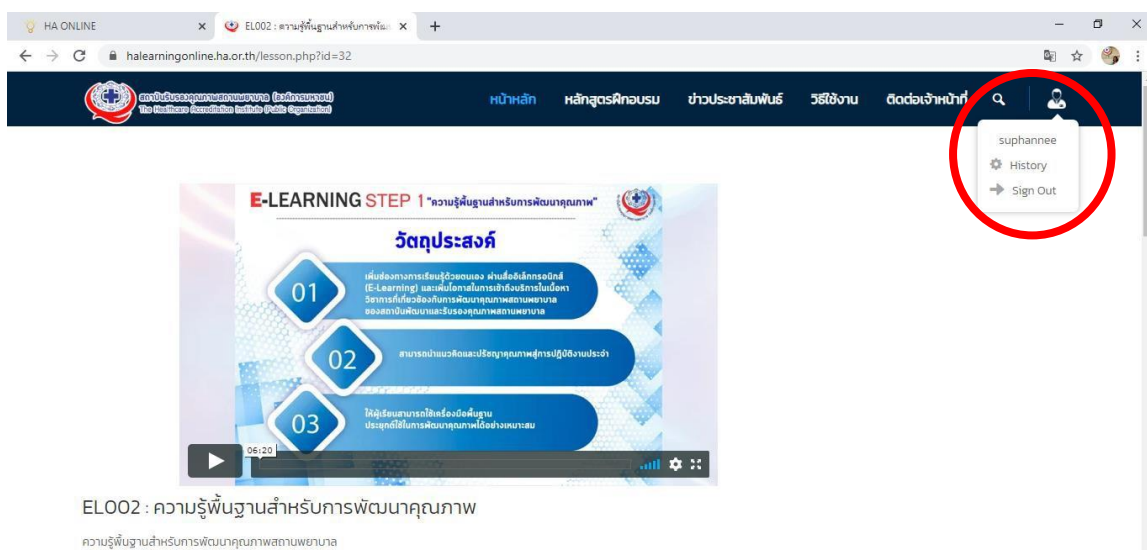 HA ONLINE
EL002 : ความรู้พื้นฐานสำหรับการพัฒ
halearningonline.ha.or.th/lesson.php?id=32
สถาบันรับรองคุณภาพสถานพยาบาล (องค์การมหาชน)
The Healthcare Accreditation Institute (Public Organization)
หน้าหลัก หลักสูตรฝึกอบรม ข่าวประชาสัมพันธ์ วิธีใช้งาน ติดต่อเจ้าหน้าที่
suphannee
History
Sign Out
E-LEARNING STEP 1 "ความรู้พื้นฐานสำหรับการพัฒนาคุณภาพ"
วัตถุประสงค์
01
เพิ่มช่องทางการเรียนรู้ด้วยตนเอง ผ่านสื่ออิเล็กทรอนิกส์
(E-Learning) และเพิ่มโอกาสในการเข้าถึงบริการในเนื้อหา
วิชาการที่เกี่ยวข้องกับการพัฒนาคุณภาพสถานพยาบาล
ของสถาบันพัฒนาและรับรองคุณภาพสถานพยาบาล
02
สามารถนำแนวคิดและปรัชญาคุณภาพสู่การปฏิบัติงานประจำ
03
ให้ผู้เรียนสามารถใช้เครื่องมือพื้นฐาน
ประยุกต์ใช้ในการพัฒนาคุณภาพได้อย่างเหมาะสม
06:20
EL002 : ความรู้พื้นฐานสำหรับการพัฒนาคุณภาพ
ความรู้พื้นฐานสำหรับการพัฒนาคุณภาพสถานพยาบาล